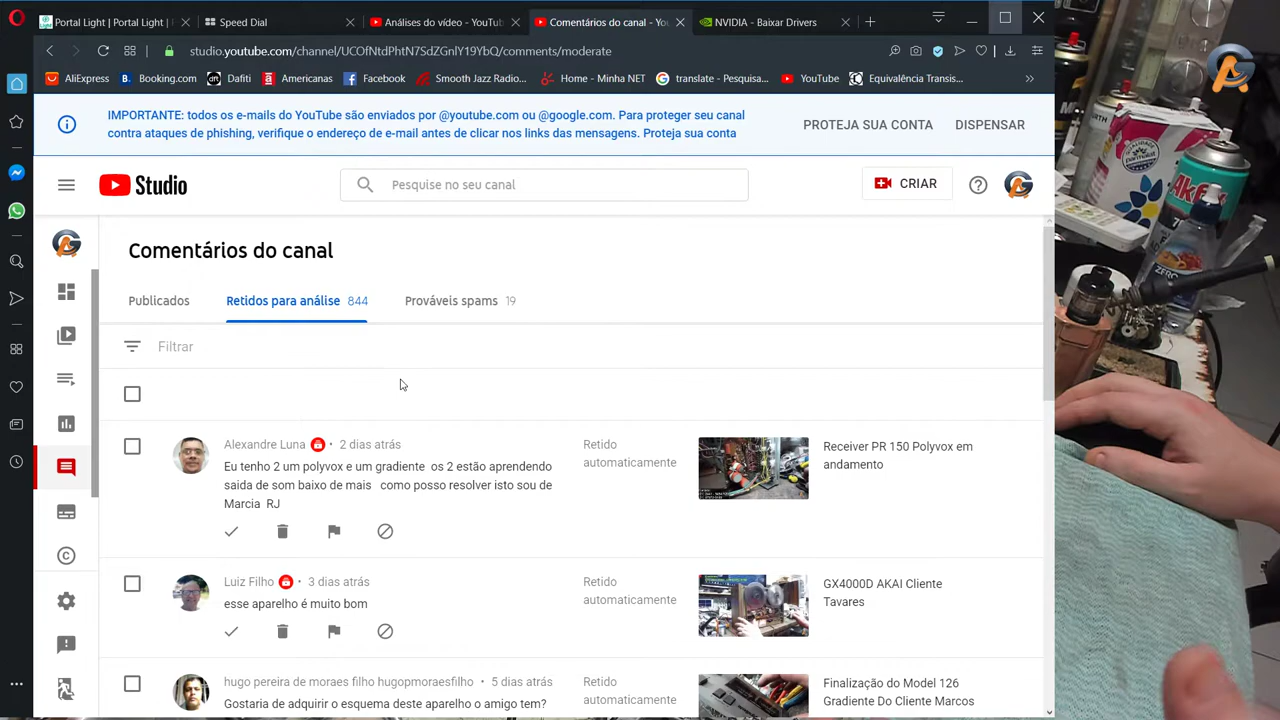 Portal Light | Portal Light |
Speed Dial
Análises do vídeo - YouTub
Comentários do canal - You
NVIDIA - Baixar Drivers
studio.youtube.com/channel/UCOfNtdPhtN7SdZGnlY19YbQ/comments/moderate
AliExpress
Booking.com
Dafiti
Americanas
Facebook
Smooth Jazz Radio...
Home - Minha NET
translate - Pesquisa...
YouTube
Equivalência Transis...
IMPORTANTE: todos os e-mails do YouTube são enviados por @youtube.com ou @google.com. Para proteger seu canal
contra ataques de phishing, verifique o endereço de e-mail antes de clicar nos links das mensagens. Proteja sua conta
PROTEJA SUA CONTA
DISPENSAR
Studio
Pesquise no seu canal
CRIAR
Comentários do canal
Publicados
Retidos para análise 844
Prováveis spams 19
Filtrar
Alexandre Luna • 2 dias atrás
Eu tenho 2 um polyvox e um gradiente os 2 estão aprendendo
saida de som baixo de mais como posso resolver isto sou de
Marcia RJ
Retido
automaticamente
Receiver PR 150 Polyvox em
andamento
Luiz Filho • 3 dias atrás
esse aparelho é muito bom
Retido
automaticamente
GX4000D AKAI Cliente
Tavares
hugo pereira de moraes filho hugopmoraesfilho • 5 dias atrás
Gostaria de adquirir o esquema deste aparelho o amigo tem?
Retido
automaticamente
Finalização do Model 126
Gradiente Do Cliente Marcos
parmalat
ZERO